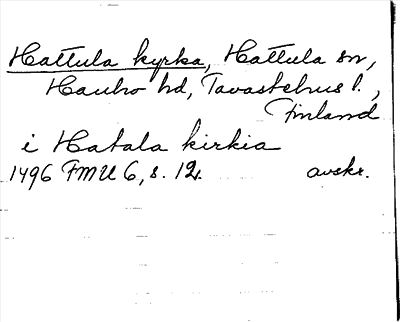 Hattula kyrka, Hattula sn,
Hauho hd, Tavastehus l.,
Finland
i Hatala kirkia
1496 FMU 6, s. 12. avskr.